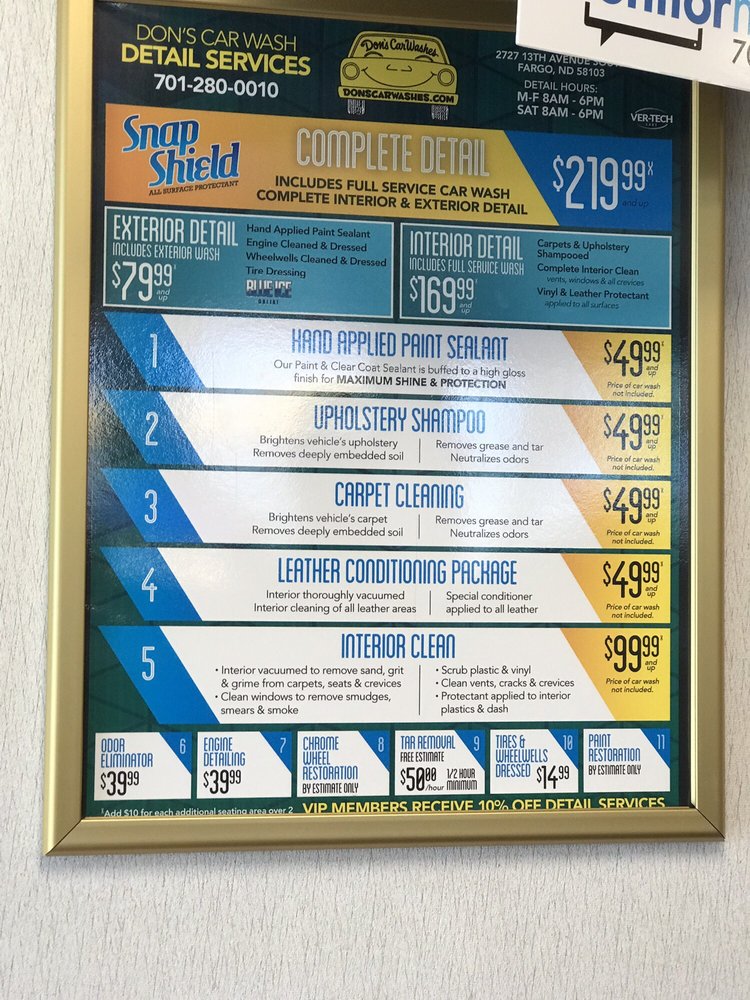 DON'S CAR WASH
DETAIL SERVICES
701-280-0010
Don's Car Washes
DONSCARWASHES.COM
2727 13TH AVENUE
FARGO, ND 58103
DETAIL HOURS:
M-F 8AM - 6PM
SAT 8AM - 6PM
VER-TECH
LABS
70
Snap
Shield
ALL SURFACE PROTECTANT
COMPLETE DETAIL
INCLUDES FULL SERVICE CAR WASH
COMPLETE INTERIOR & EXTERIOR DETAIL
$219.99
and up
EXTERIOR DETAIL
INCLUDES EXTERIOR WASH
$79.99
and up
Hand Applied Paint Sealant
Engine Cleaned & Dressed
Wheelwells Cleaned & Dressed
Tire Dressing
BLUE ICE
INTERIOR DETAIL
INCLUDES FULL SERVICE WASH
$169.99
and up
Carpets & Upholstery
Shampooed
Complete Interior Clean
vents, windows & all crevices
Vinyl & Leather Protectant
applied to all surfaces
1
HAND APPLIED PAINT SEALANT
Our Paint & Clear Coat Sealant is buffed to a high gloss
finish for MAXIMUM SHINE & PROTECTION
$49.99
and up
Price of car wash
not included.
2
UPHOLSTERY SHAMPOO
Brightens vehicle's upholstery
Removes deeply embedded soil
Removes grease and tar
Neutralizes odors
$49.99
and up
Price of car wash
not included.
3
CARPET CLEANING
Brightens vehicle's carpet
Removes deeply embedded soil
Removes grease and tar
Neutralizes odors
$49.99
and up
Price of car wash
not included.
4
LEATHER CONDITIONING PACKAGE
Interior thoroughly vacuumed
Interior cleaning of all leather areas
Special conditioner
applied to all leather
$49.99
and up
Price of car wash
not included.
5
INTERIOR CLEAN
• Interior vacuumed to remove sand, grit
& grime from carpets, seats & crevices
• Clean windows to remove smudges,
smears & smoke
• Scrub plastic & vinyl
• Clean vents, cracks & crevices
• Protectant applied to interior
plastics & dash
$99.99
and up
Price of car wash
not included.
ODOR
ELIMINATOR
6
$39.99
ENGINE
DETAILING
7
$39.99
CHROME
WHEEL
RESTORATION
8
BY ESTIMATE ONLY
TAR REMOVAL
9
FREE ESTIMATE
$50.00/hour
1/2 HOUR
MINIMUM
TIRES &
WHEELWELLS
DRESSED
10
$14.99
PAINT
RESTORATION
11
BY ESTIMATE ONLY
Add $10 for each additional seating area over 2
VIP MEMBERS RECEIVE 10% OFF DETAIL SERVICES